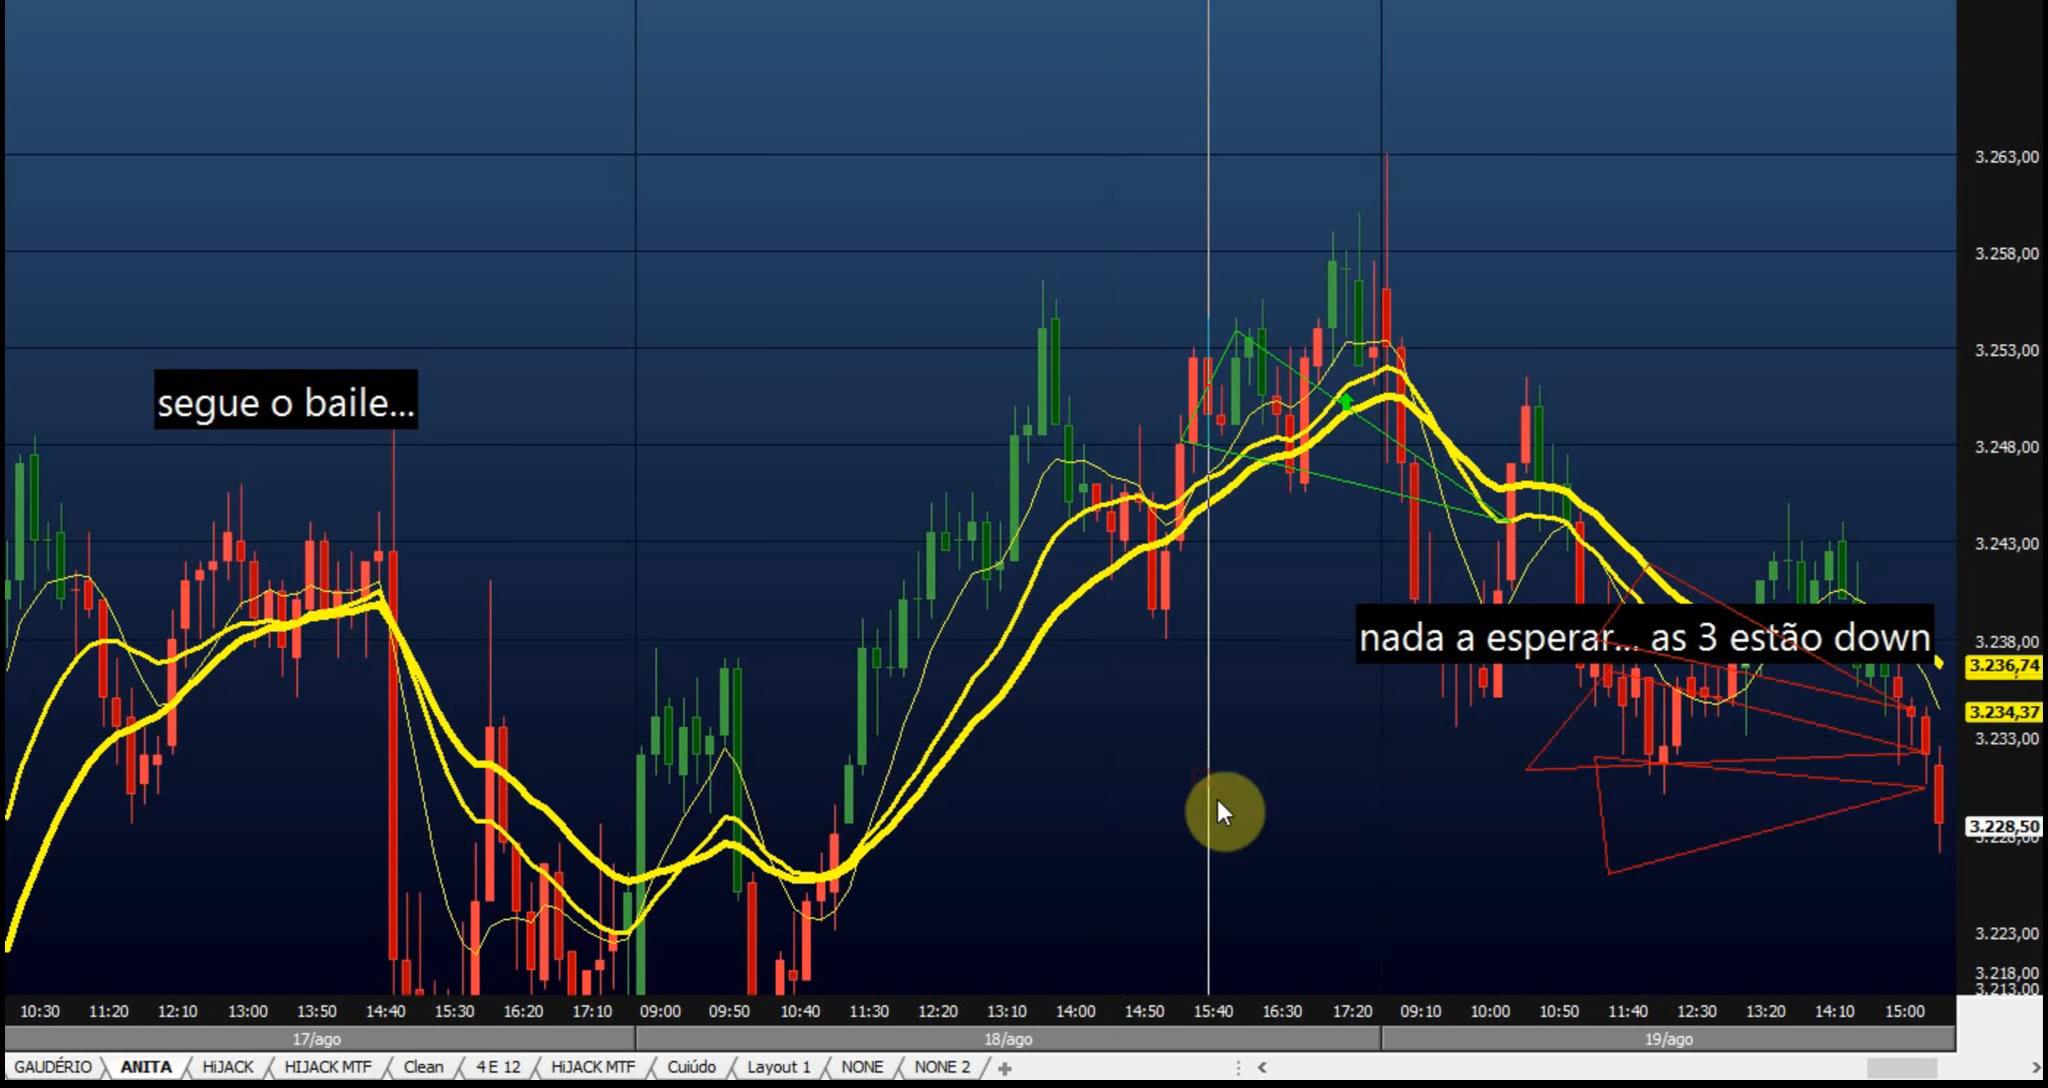 3.263,00
3.258,00
3.253,00
segue o baile...
3.248,00
3.243,00
nada a esperar... as 3 estão down
3.238,00
3.236,74
3.234,37
3.233,00
3.228,50
3.223,00
3.218,00
3.213,00
10:30 11:20 12:10 13:00 13:50 14:40 15:30 16:20 17:10 09:00 09:50 10:40 11:30 12:20 13:10 14:00 14:50 15:40 16:30 17:20 09:10 10:00 10:50 11:40 12:30 13:20 14:10 15:00
17/ago 18/ago 19/ago
GAUDÉRIO ANITA HiJACK HIJACK MTF Clean 4 E 12 HiJACK MTF Cuiúdo Layout 1 NONE NONE 2